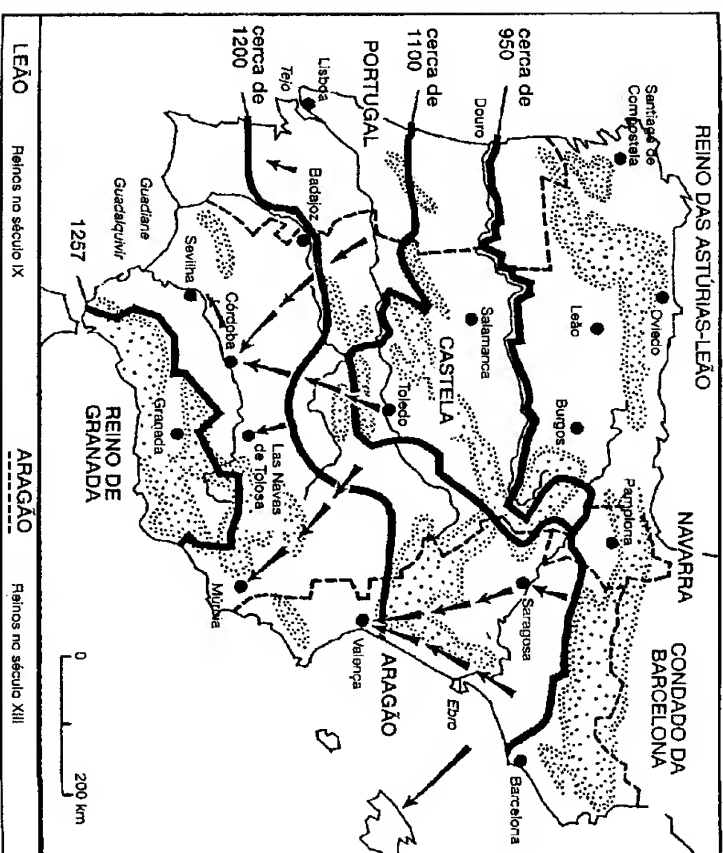 REINO DAS ASTÚRIAS-LEÃO
NAVARRA
CONDADO DA
BARCELONA
Santiago de
Compostela
Oviedo
Leão
Burgos
Pamplona
cerca de
950
Douro
Salamanca
Saragosa
Barcelona
cerca de
1100
CASTELA
Ebro
PORTUGAL
Toledo
ARAGÃO
Valença
Lisboa
Tejo
Badajoz
cerca de
1200
Las Navas
de Tolosa
Córdoba
Múrcia
Sevilha
Guadiane
Guadalquivir
Granada
1257
REINO DE
GRANADA
LEÃO Reinos no século IX
ARAGÃO Reinos no século XIII
0 200 km